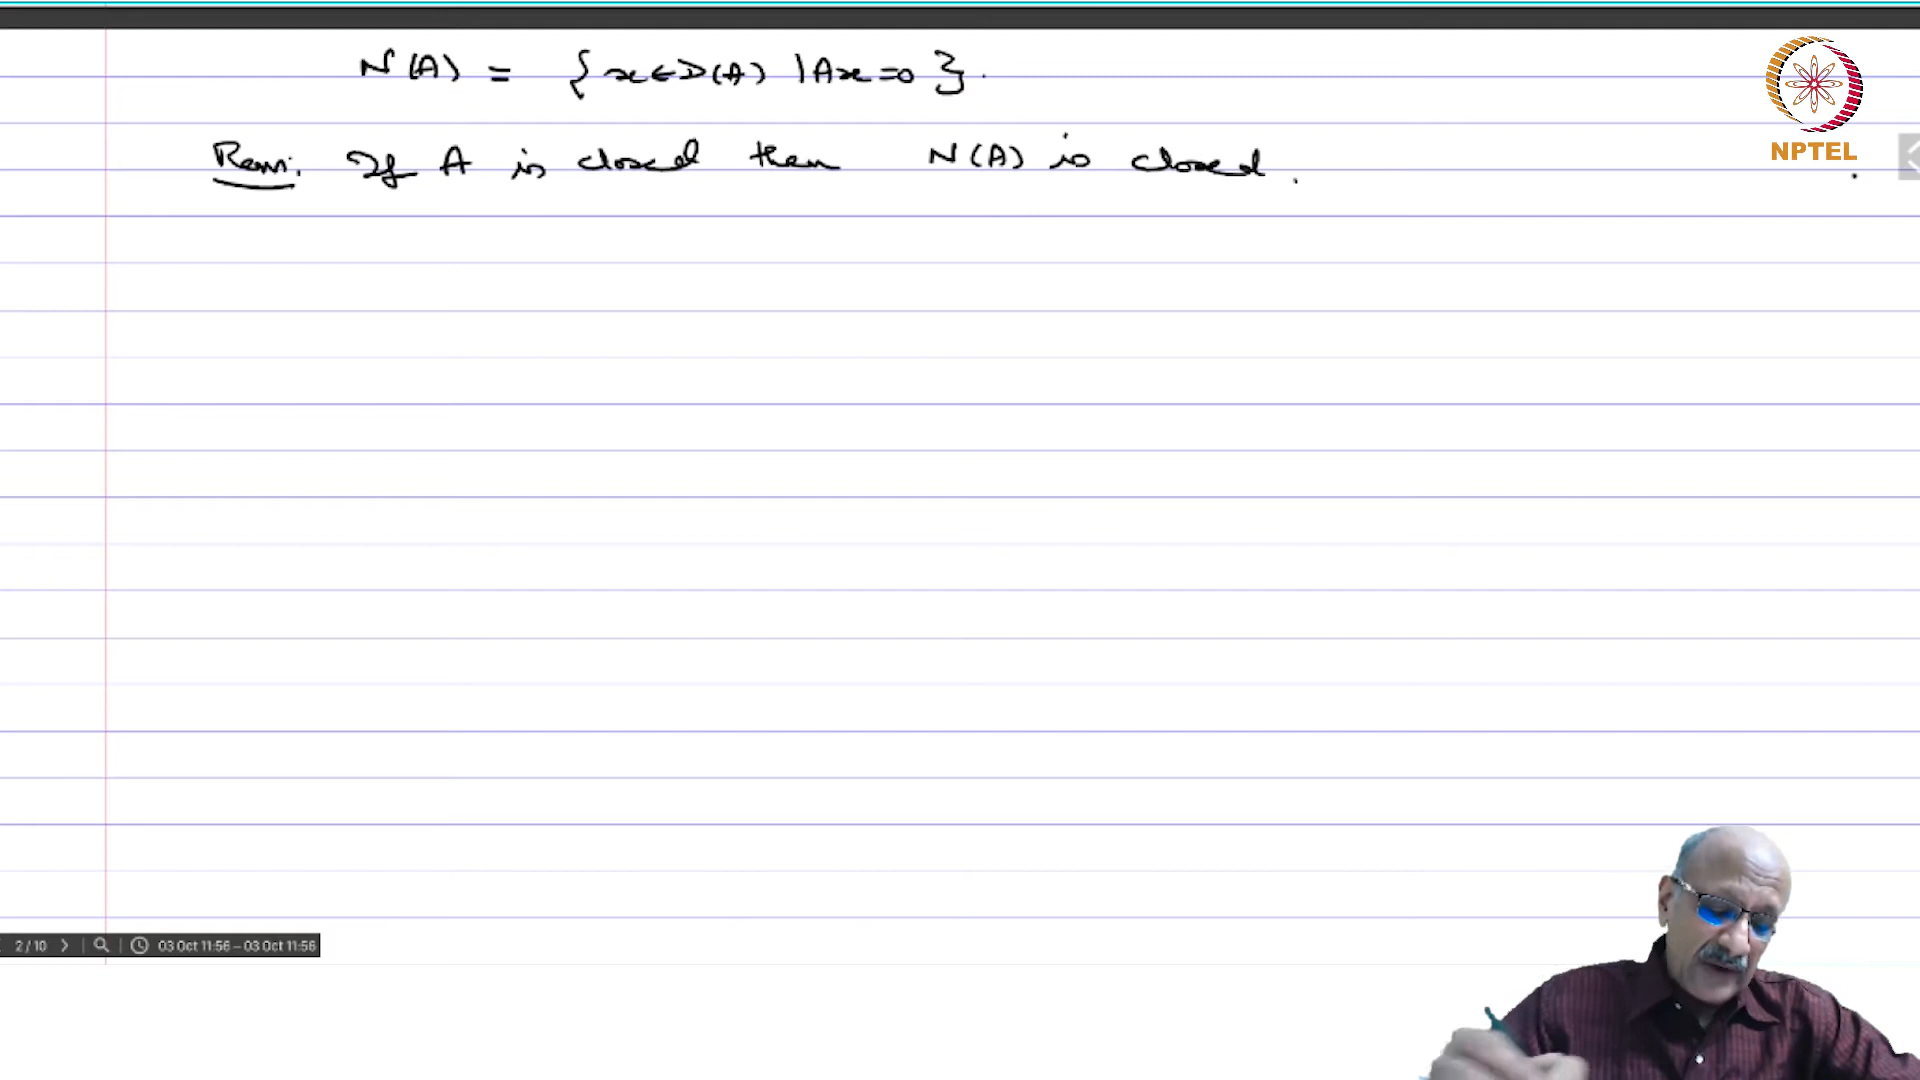 N(A) = {x∈D(A) | Ax=0}.
NPTEL
Rem: If A is closed then N(A) is closed.
2/10 03 Oct 11:56 – 03 Oct 11:56